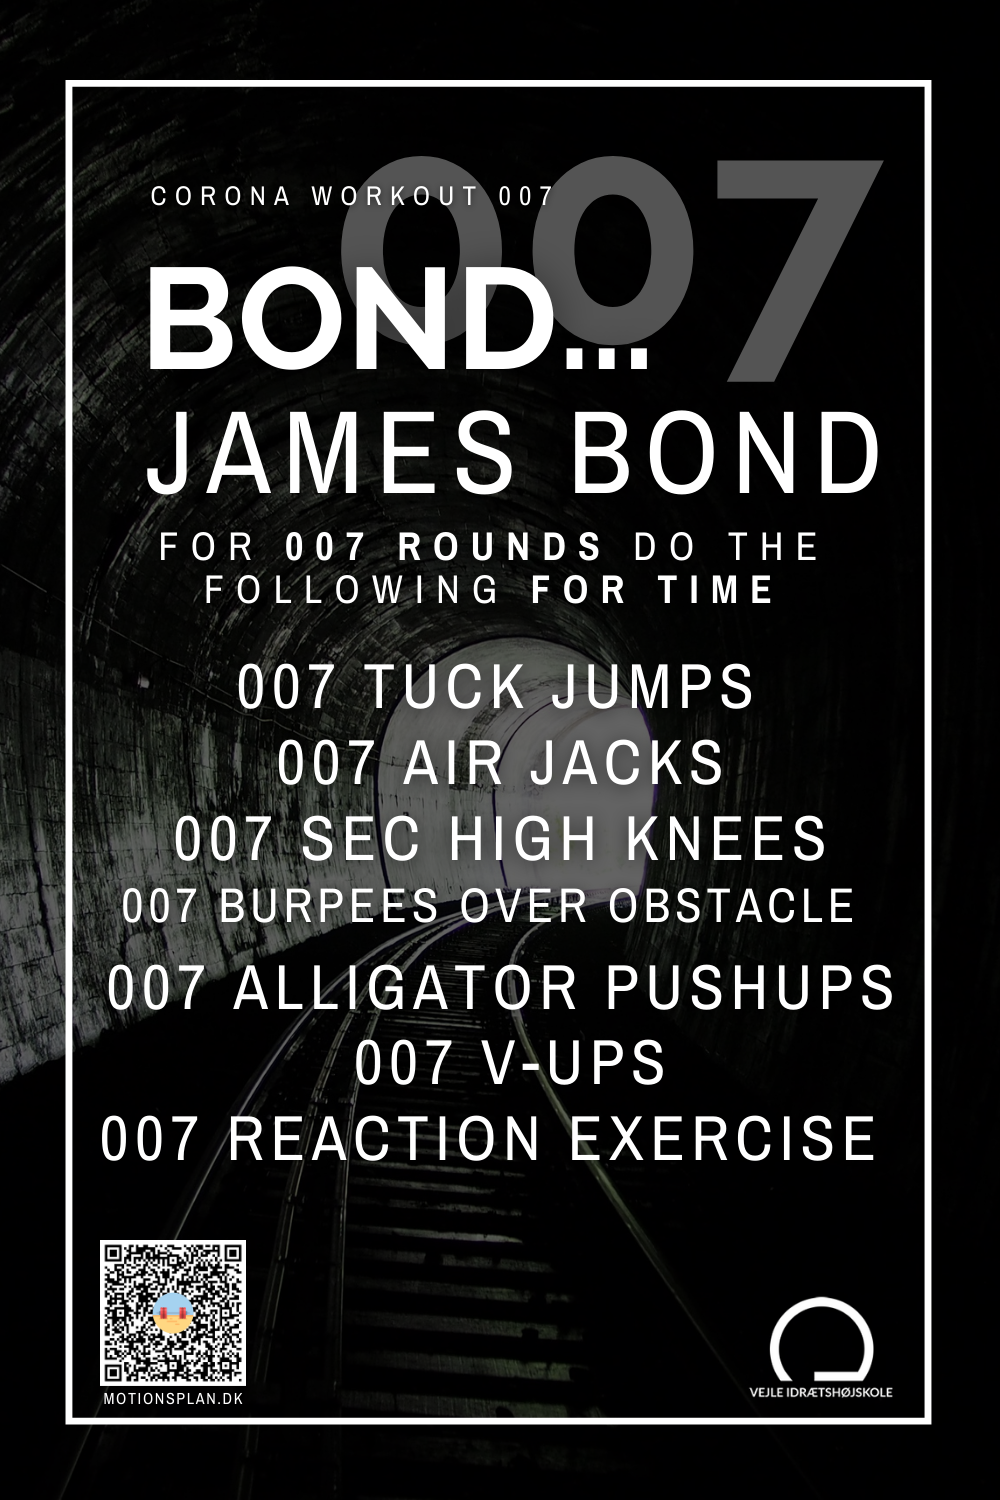 007
CORONA WORKOUT 007
BOND...
JAMES BOND
FOR 007 ROUNDS DO THE
FOLLOWING FOR TIME
007 TUCK JUMPS
007 AIR JACKS
007 SEC HIGH KNEES
007 BURPEES OVER OBSTACLE
007 ALLIGATOR PUSHUPS
007 V-UPS
007 REACTION EXERCISE
MOTIONSPLAN.DK
VEJLE IDRÆTSHØJSKOLE